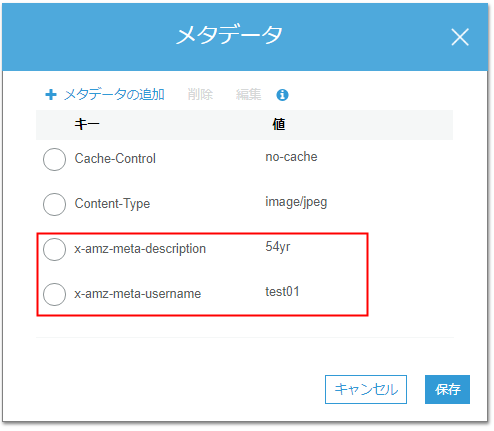 メタデータ
メタデータの追加 削除 編集
キー 値
Cache-Control no-cache
Content-Type image/jpeg
x-amz-meta-description 54yr
x-amz-meta-username test01
キャンセル 保存